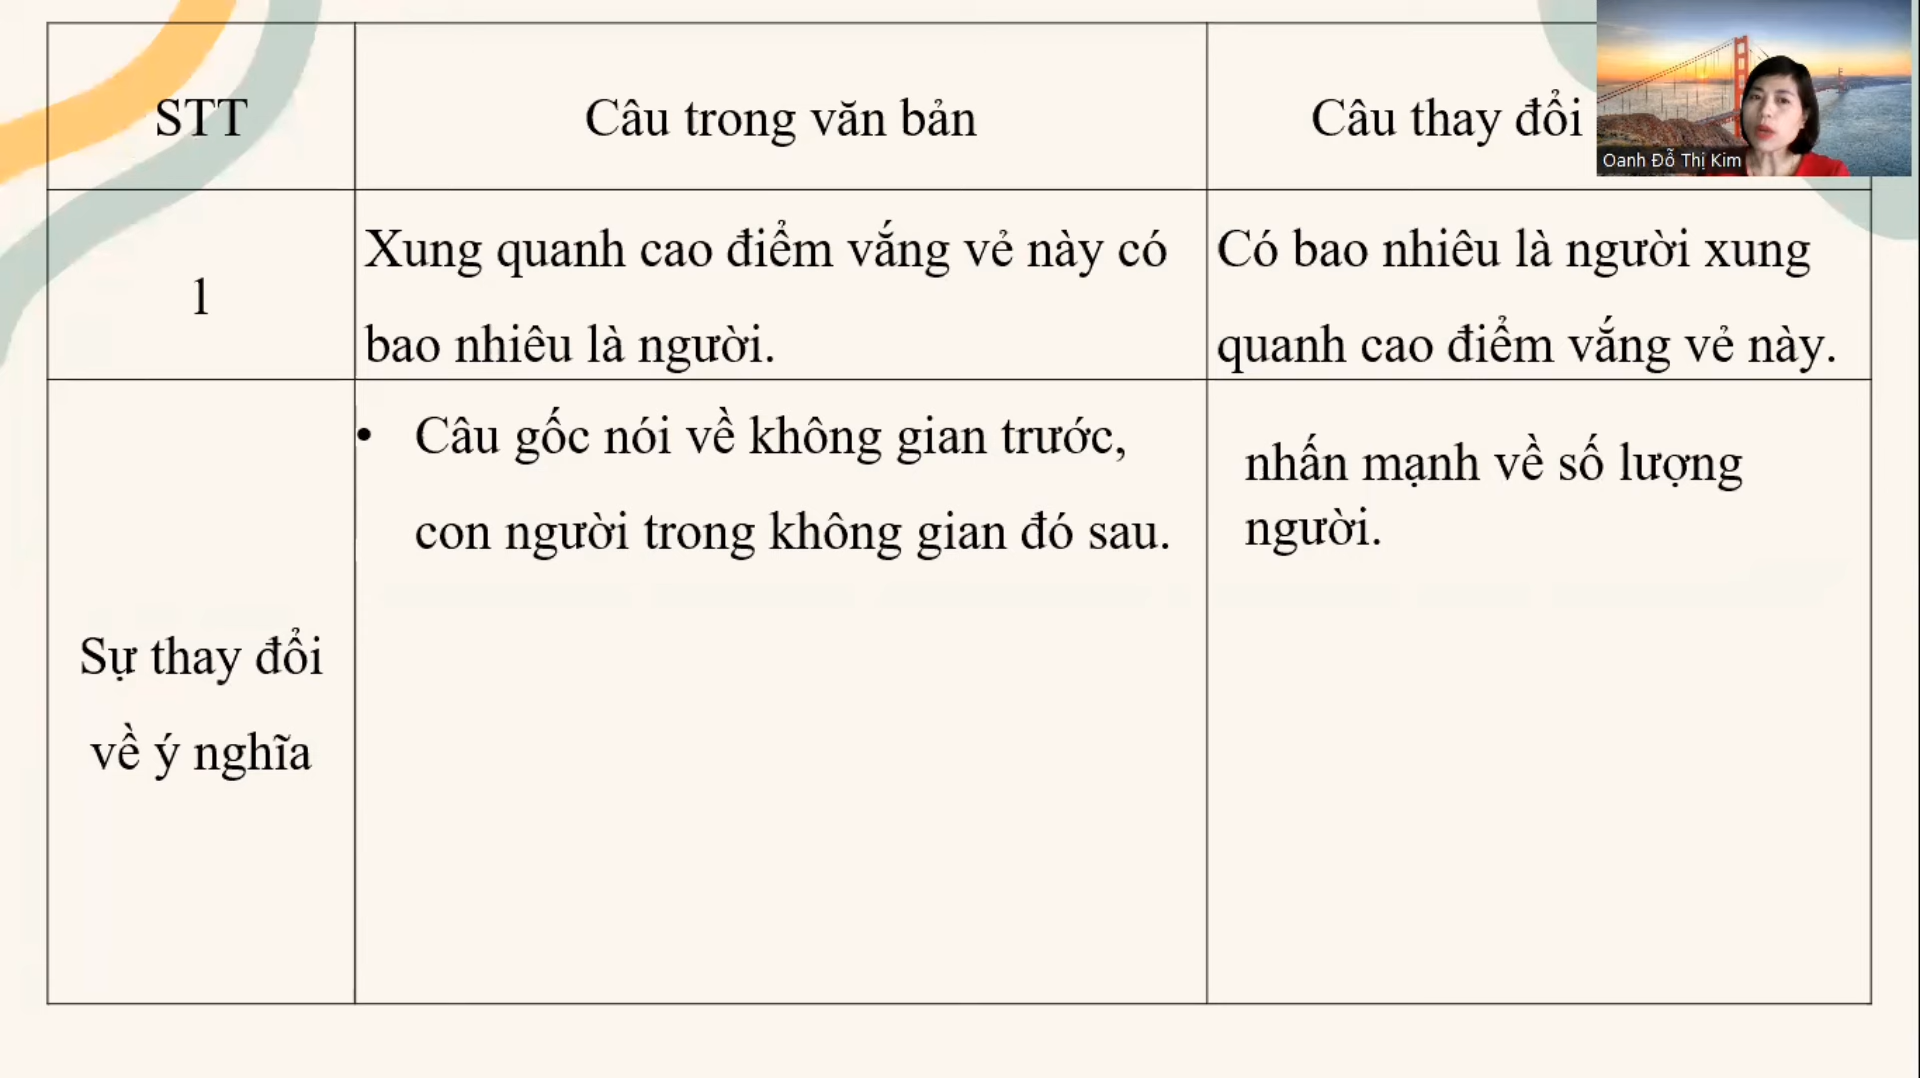 STT
Câu trong văn bản
Câu thay đổi
Oanh Đỗ Thị Kim
1
Xung quanh cao điểm vắng vẻ này có
bao nhiêu là người.
Có bao nhiêu là người xung
quanh cao điểm vắng vẻ này.
Sự thay đổi
về ý nghĩa
• Câu gốc nói về không gian trước,
con người trong không gian đó sau.
nhấn mạnh về số lượng
người.